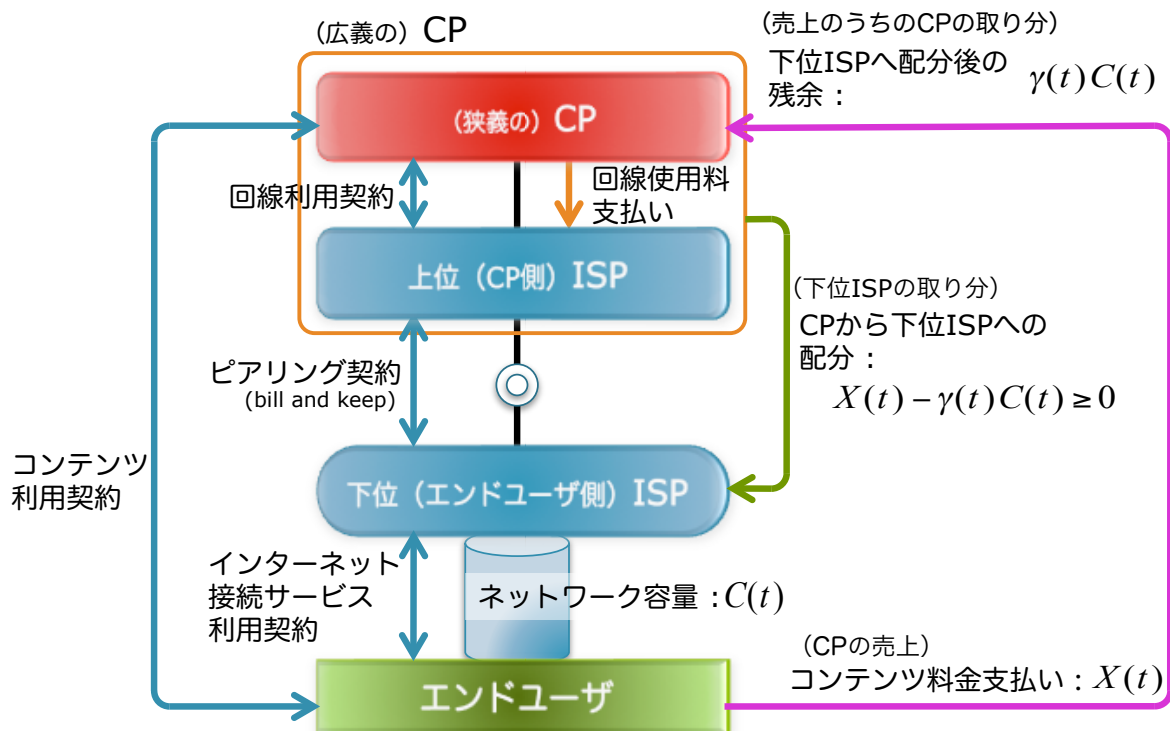 （広義の）CP
（売上のうちのCPの取り分）
下位ISPへ配分後の
残余：
γ(t)C(t)
（狭義の）CP
回線利用契約
回線使用料
支払い
上位（CP側）ISP
（下位ISPの取り分）
CPから下位ISPへの
配分：
X(t) − γ(t)C(t) ≥ 0
ピアリング契約
(bill and keep)
コンテンツ
利用契約
下位（エンドユーザ側）ISP
インターネット
接続サービス
利用契約
ネットワーク容量：C(t)
（CPの売上）
コンテンツ料金支払い：X(t)
エンドユーザ